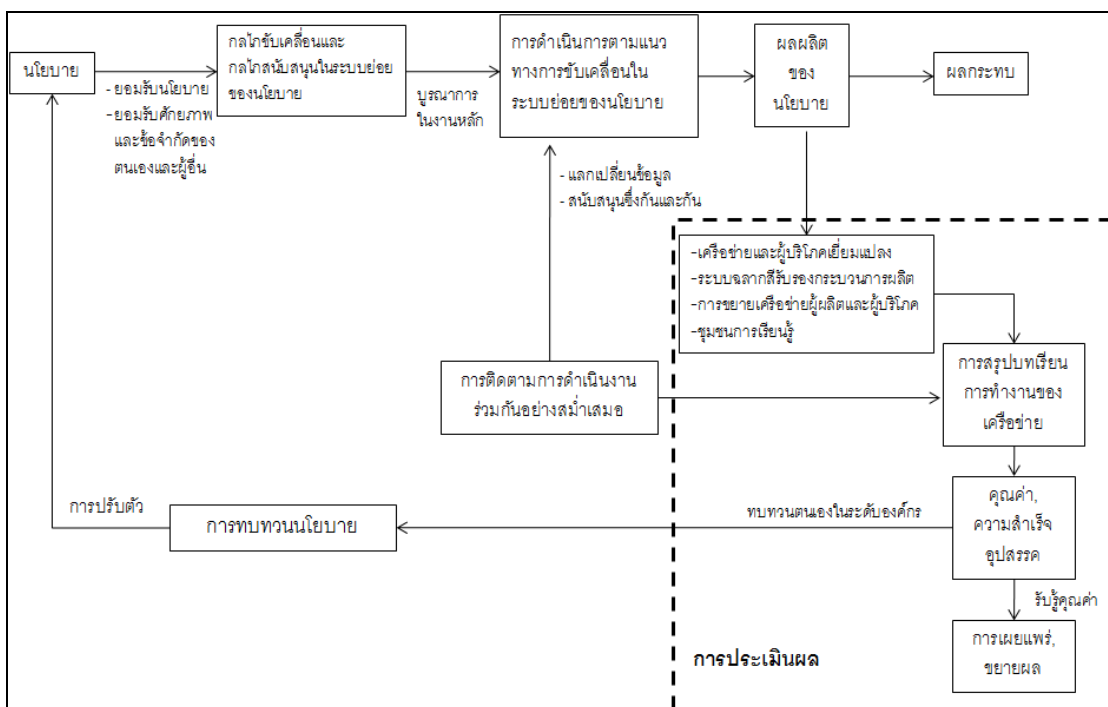 นโยบาย
- ยอมรับนโยบาย
-ยอมรับศักยภาพ
และข้อจำกัดของ
ตนเองและผู้อื่น
กลไกขับเคลื่อนและ
กลไกสนับสนุนในระบบย่อย
ของนโยบาย
บูรณาการ
ในงานหลัก
การดำเนินการตามแนว
ทางการขับเคลื่อนใน
ระบบย่อยของนโยบาย
ผลผลิต
ของ
นโยบาย
ผลกระทบ
- แลกเปลี่ยนข้อมูล
- สนับสนุนซึ่งกันและกัน
-เครือข่ายและผู้บริโภคเยี่ยมแปลง
-ระบบฉลากสีรับรองกระบวนการผลิต
-การขยายเครือข่ายผู้ผลิตและผู้บริโภค
-ชุมชนการเรียนรู้
การติดตามการดำเนินงาน
ร่วมกันอย่างสม่ำเสมอ
การสรุปบทเรียน
การทำงานของ
เครือข่าย
คุณค่า,
ความสำเร็จ
อุปสรรค
ทบทวนตนเองในระดับองค์กร
การทบทวนนโยบาย
การปรับตัว
รับรู้คุณค่า
การเผยแพร่,
ขยายผล
การประเมินผล